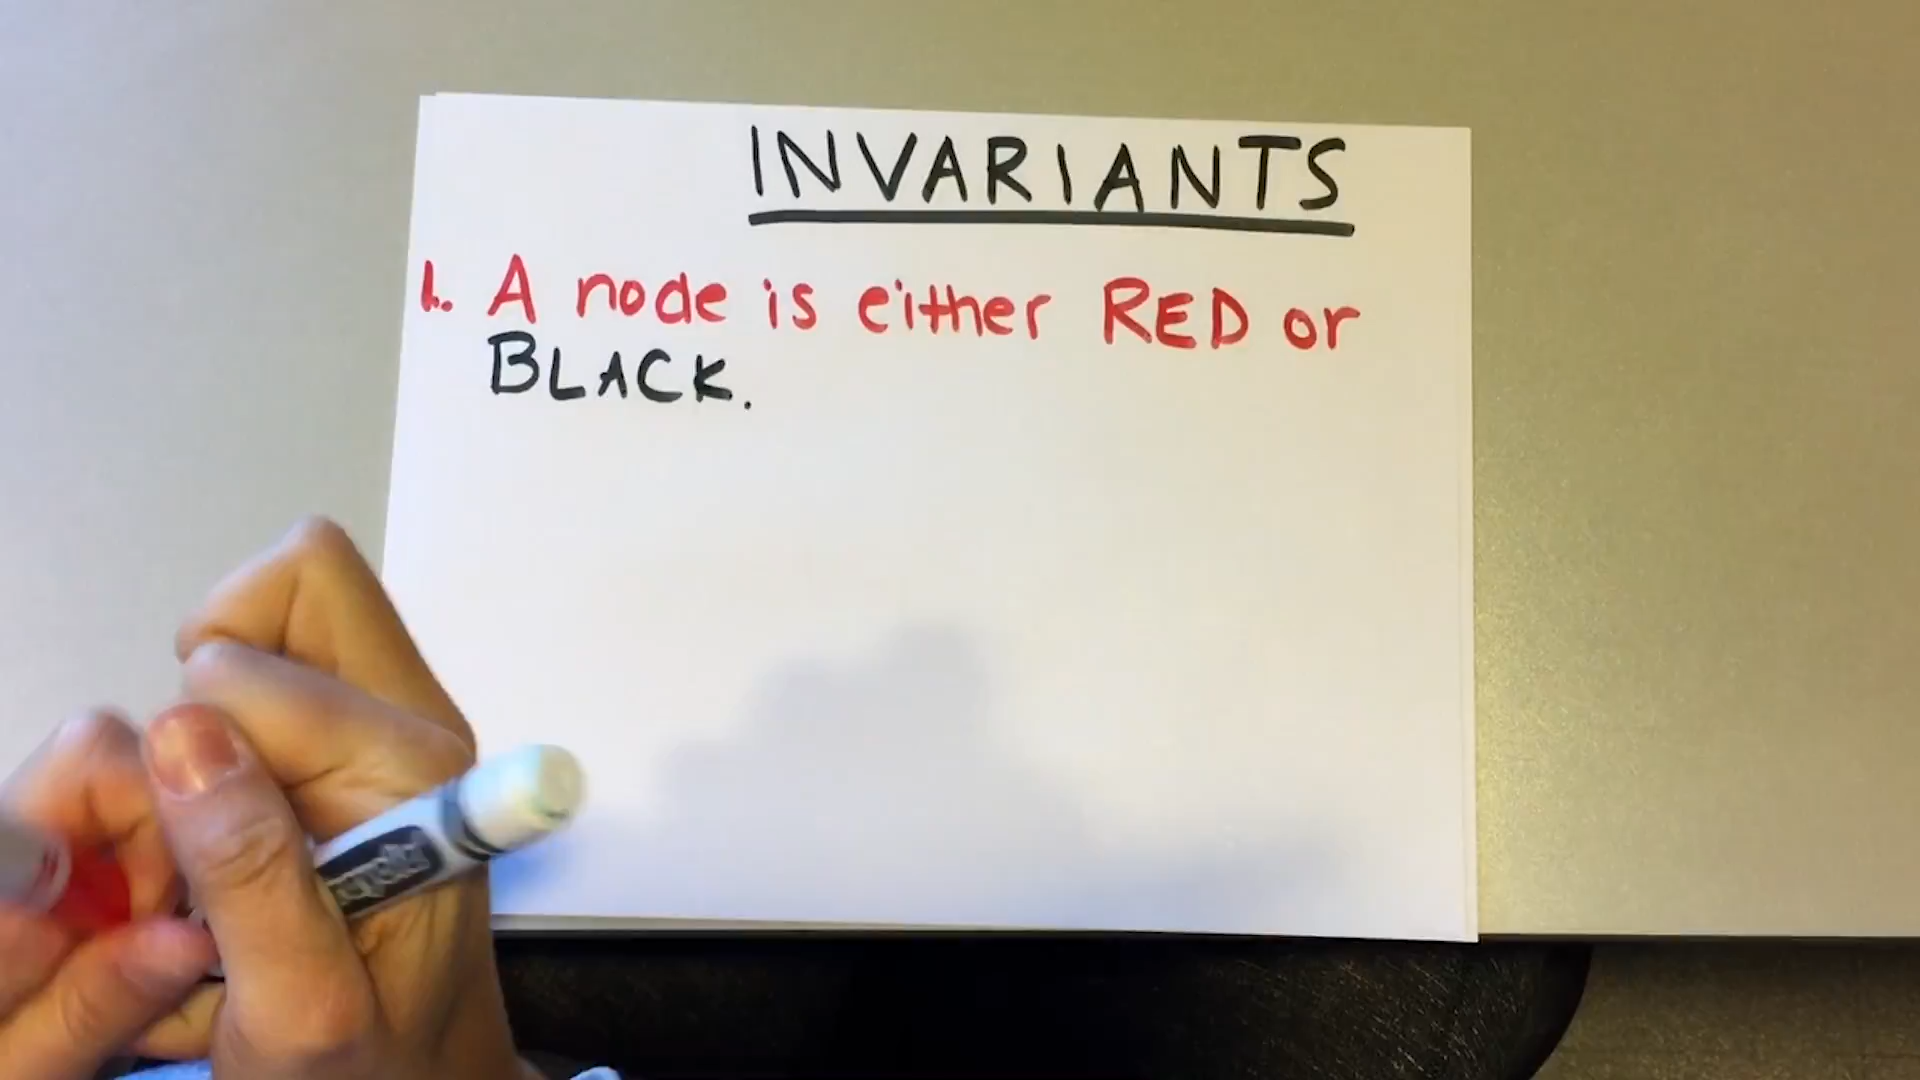 INVARIANTS
1. A node is either RED or
BLACK.